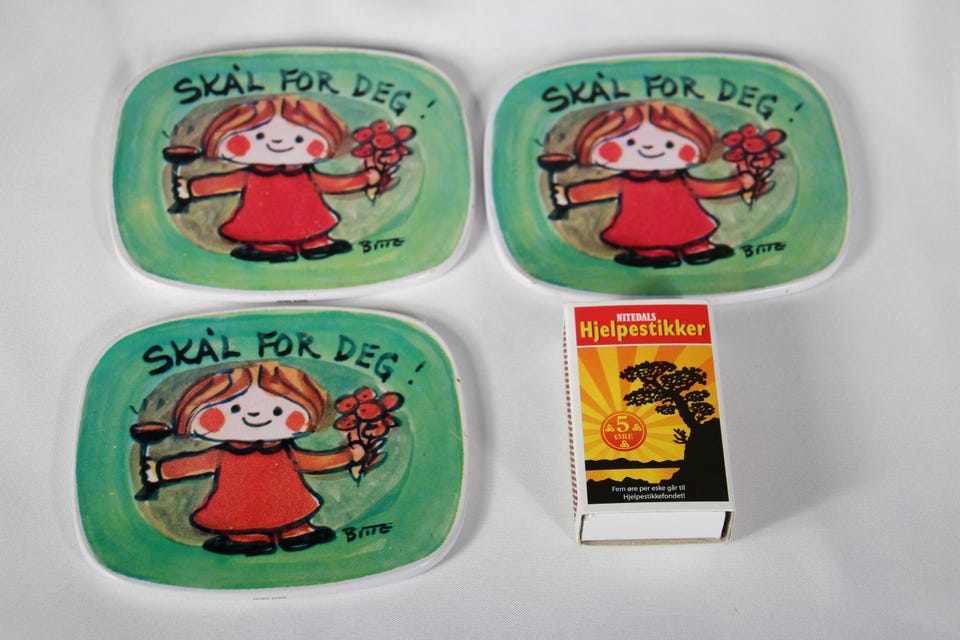 SKÅL FOR DEG !
BITTE
SKÅL FOR DEG !
BITTE
SKÅL FOR DEG !
BITTE
NITEDALS
Hjelpestikker
5
ØRE
Fem øre per eske går til
Hjelpestikkefondet!